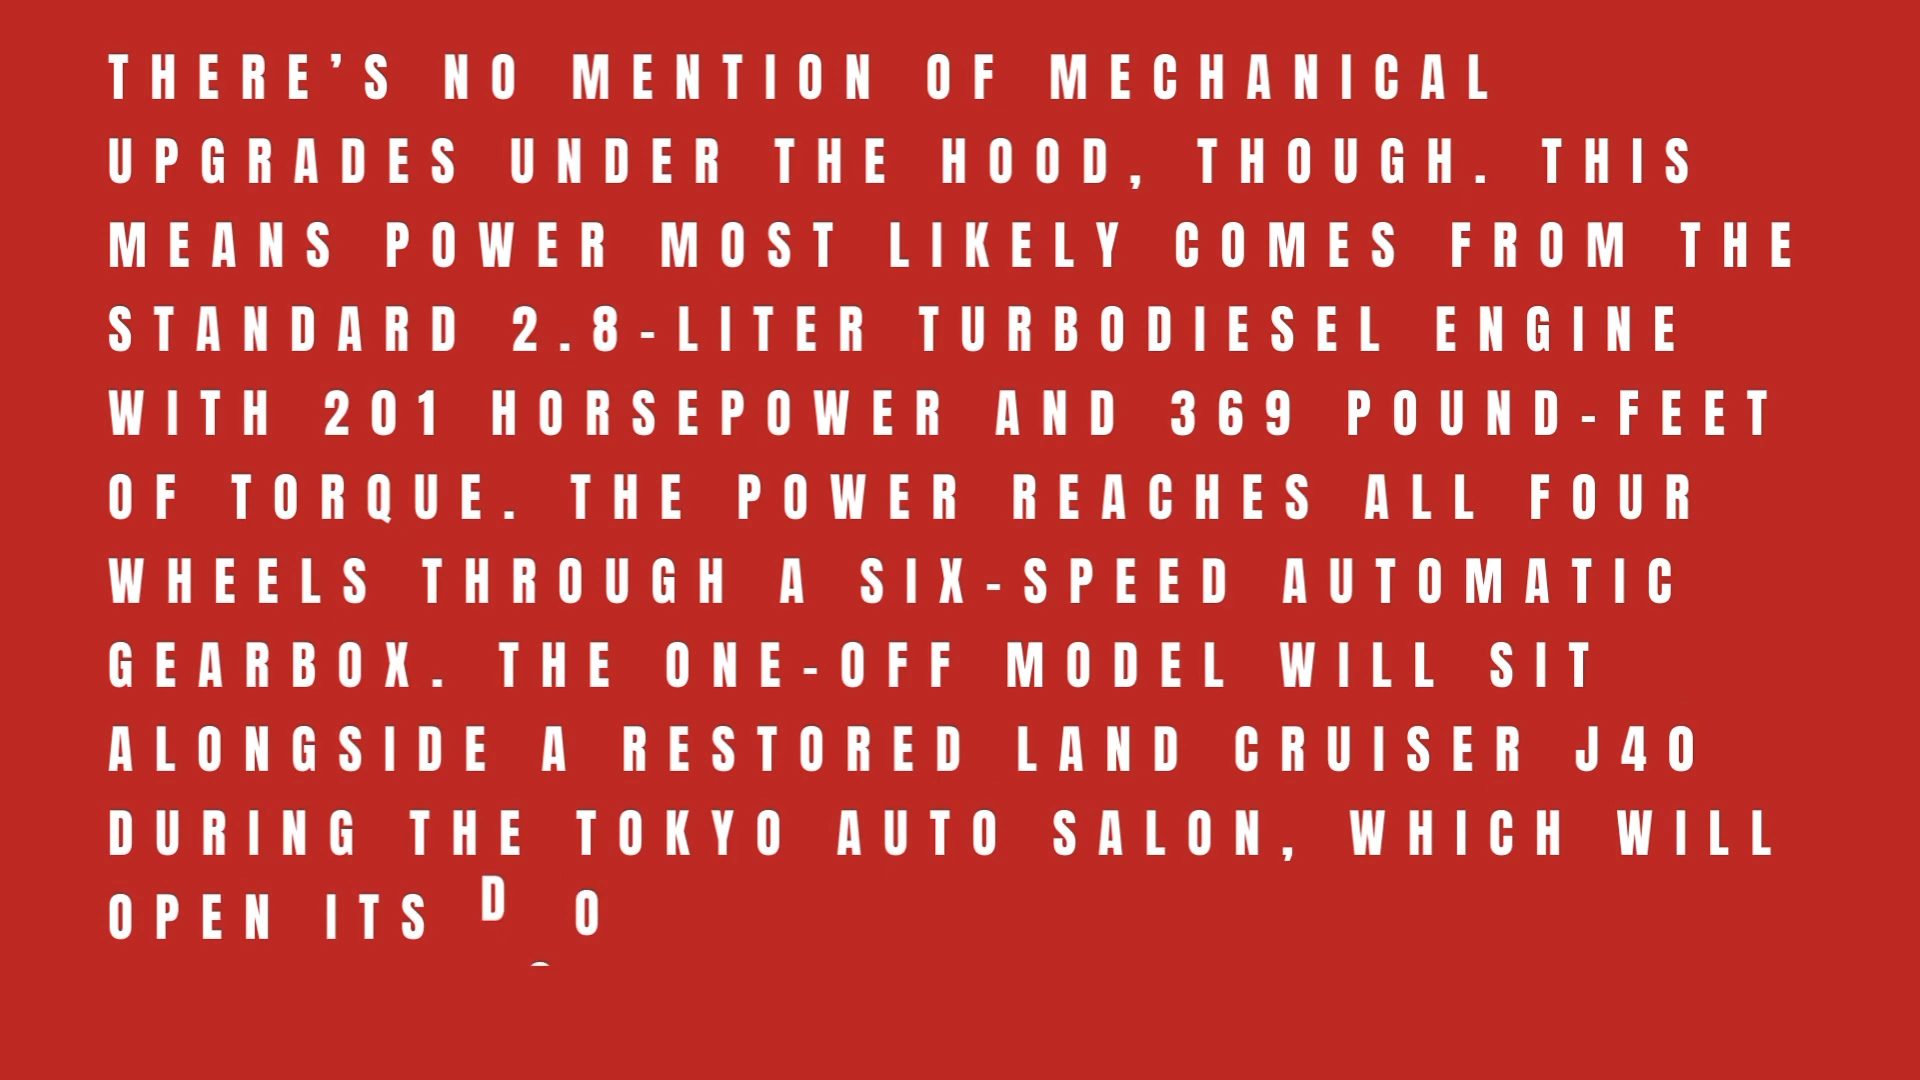 THERE’S NO MENTION OF MECHANICAL
UPGRADES UNDER THE HOOD, THOUGH. THIS
MEANS POWER MOST LIKELY COMES FROM THE
STANDARD 2.8-LITER TURBODIESEL ENGINE
WITH 201 HORSEPOWER AND 369 POUND-FEET
OF TORQUE. THE POWER REACHES ALL FOUR
WHEELS THROUGH A SIX-SPEED AUTOMATIC
GEARBOX. THE ONE-OFF MODEL WILL SIT
ALONGSIDE A RESTORED LAND CRUISER J40
DURING THE TOKYO AUTO SALON, WHICH WILL
OPEN ITS